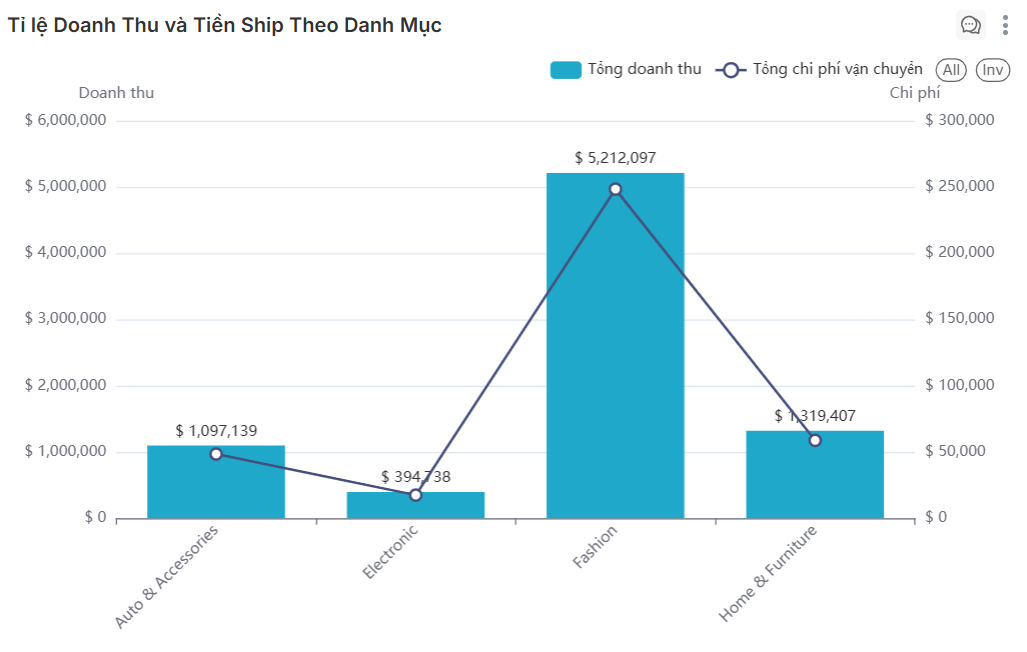 Tỉ lệ Doanh Thu và Tiền Ship Theo Danh Mục
Tổng doanh thu
Tổng chi phí vận chuyển
All
Inv
Doanh thu
Chi phí
$ 6,000,000
$ 300,000
$ 5,212,097
$ 5,000,000
$ 250,000
$ 4,000,000
$ 200,000
$ 3,000,000
$ 150,000
$ 2,000,000
$ 100,000
$ 1,319,407
$ 1,097,139
$ 1,000,000
$ 50,000
$ 394,738
$ 0
$ 0
Auto & Accessories
Electronic
Fashion
Home & Furniture